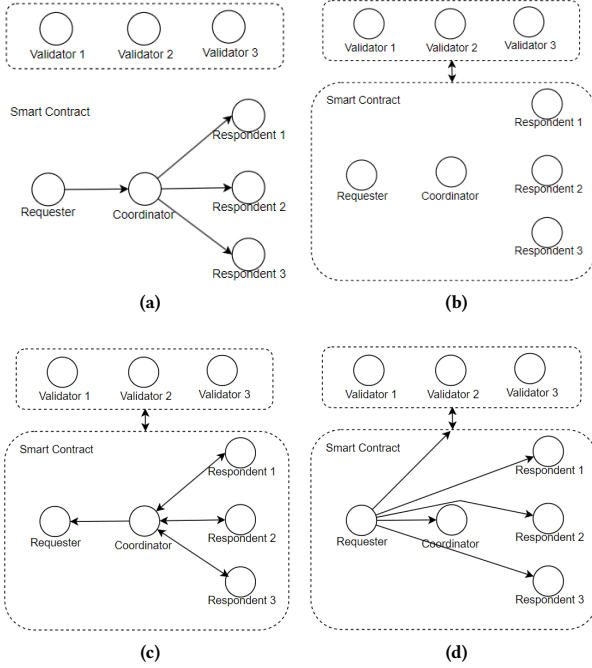 Validator 1 Validator 2 Validator 3
Smart Contract
Respondent 1
Requester Coordinator Respondent 2
Respondent 3
(a)
Validator 1 Validator 2 Validator 3
Smart Contract
Respondent 1
Requester Coordinator Respondent 2
Respondent 3
(b)
Validator 1 Validator 2 Validator 3
Smart Contract
Respondent 1
Requester Coordinator Respondent 2
Respondent 3
(c)
Validator 1 Validator 2 Validator 3
Smart Contract
Respondent 1
Requester Coordinator Respondent 2
Respondent 3
(d)